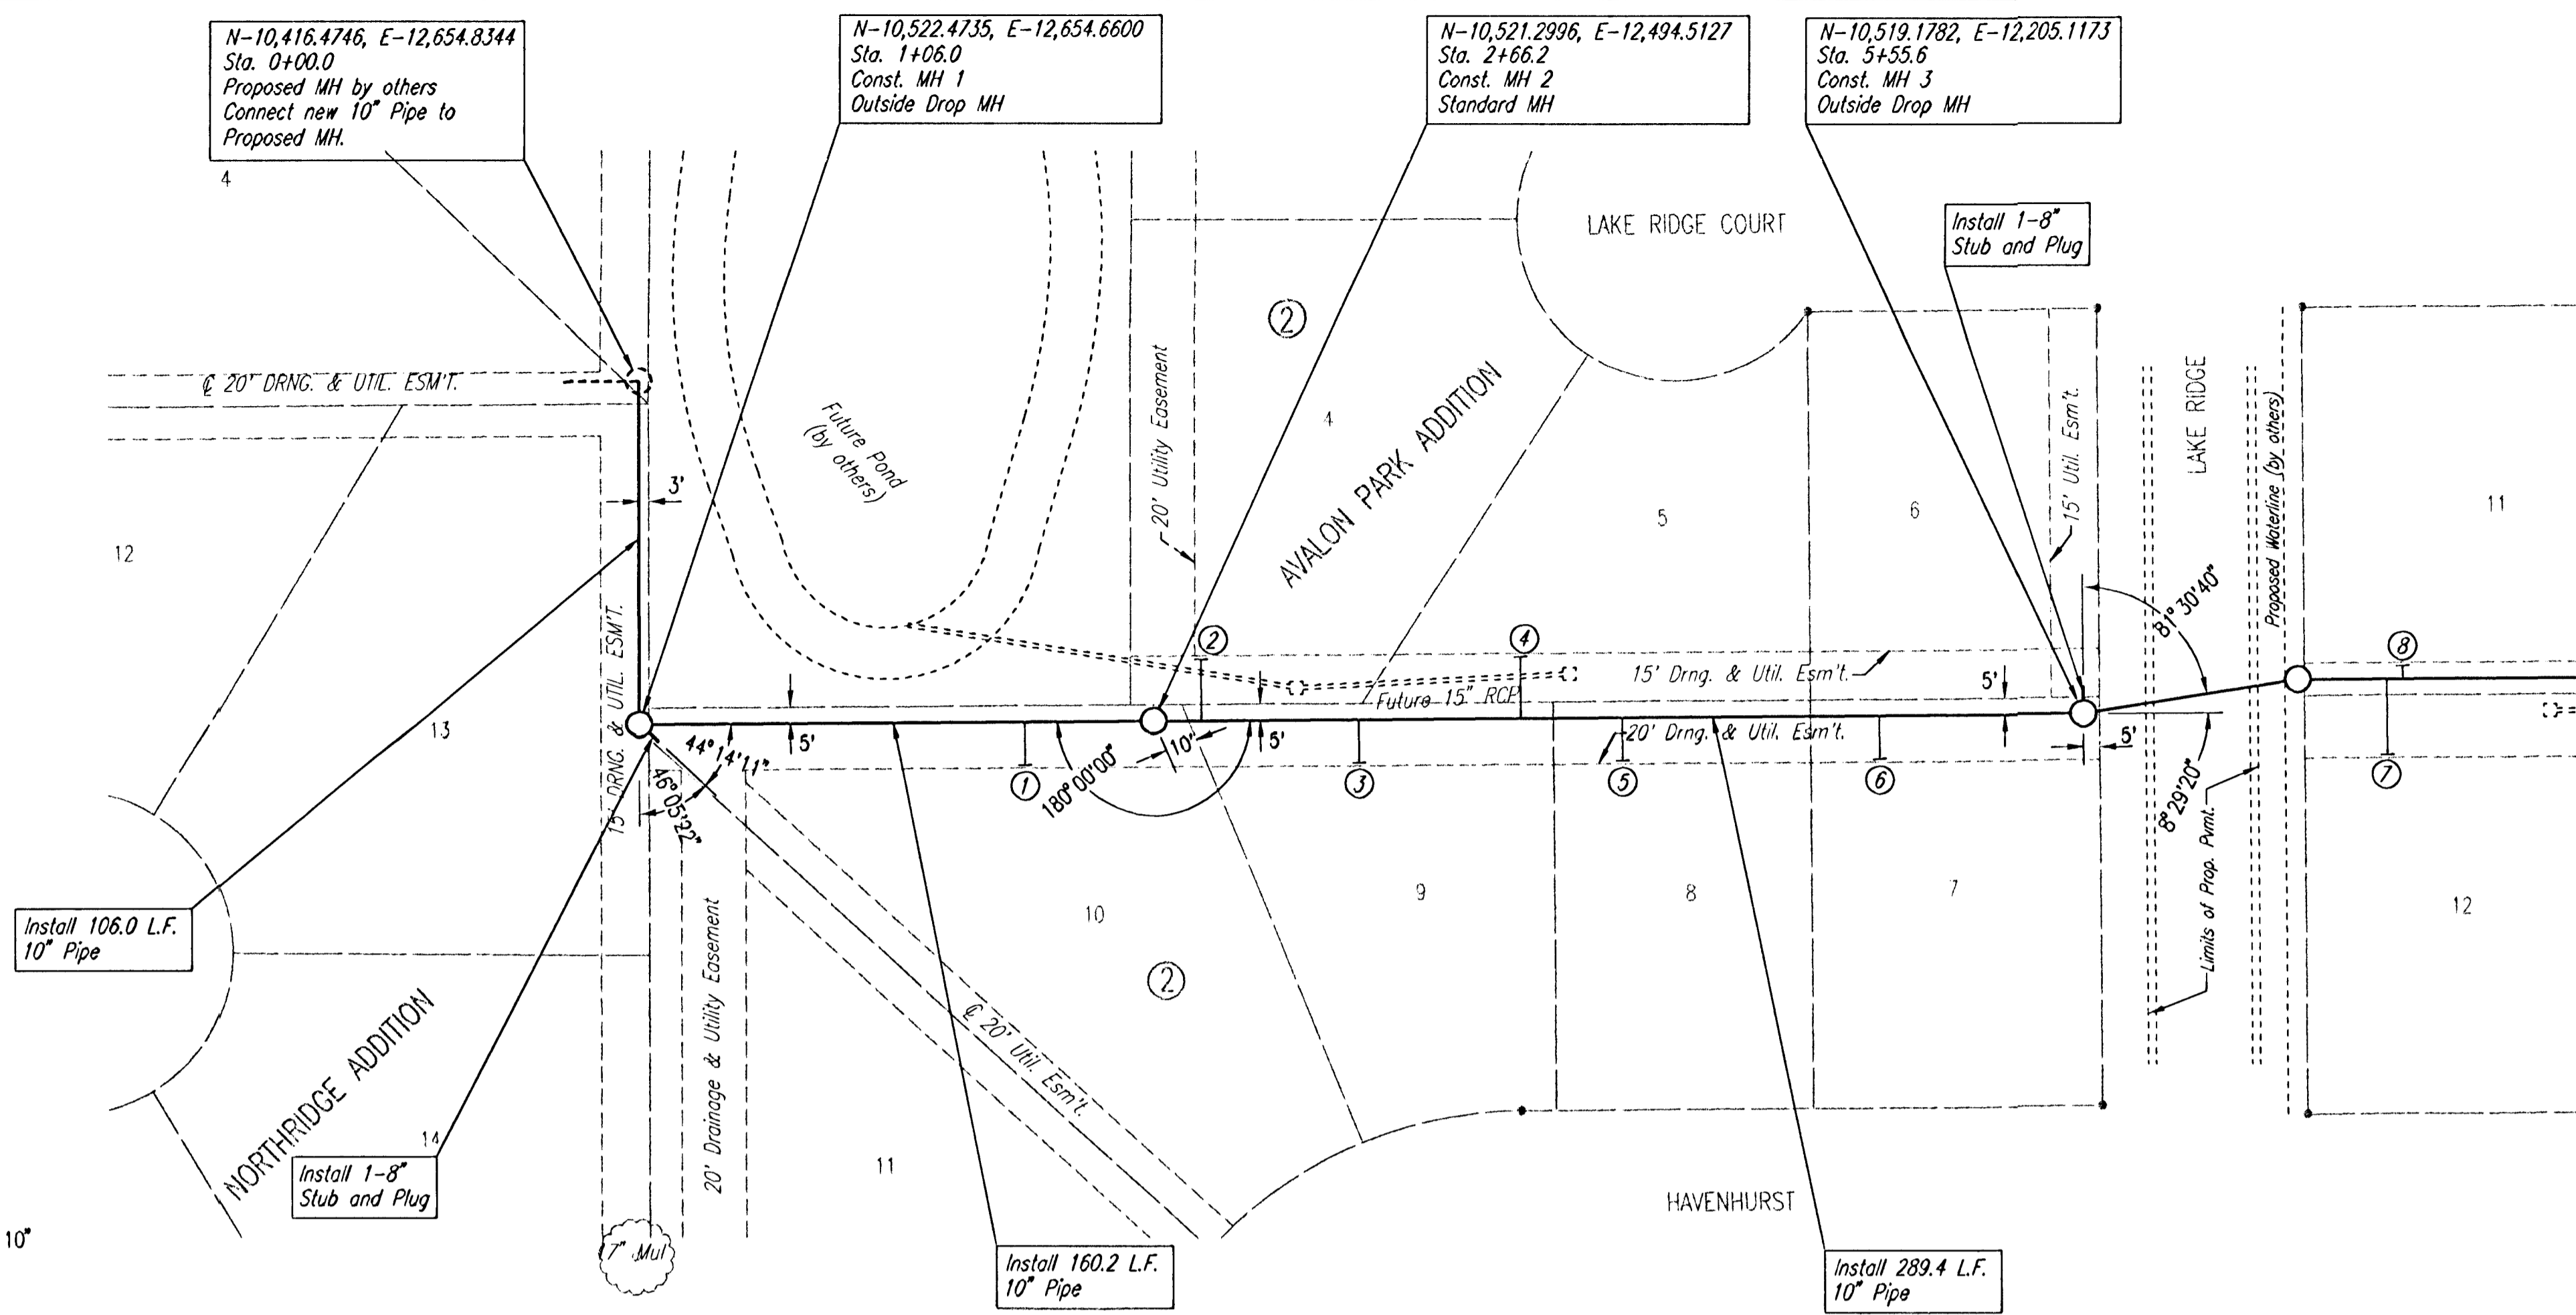 N-10,416.4746, E-12,654.8344
Sta. 0+00.0
Proposed MH by others
Connect new 10" Pipe to
Proposed MH.
N-10,522.4735, E-12,654.6600
Sta. 1+06.0
Const. MH 1
Outside Drop MH
N-10,521.2996, E-12,494.5127
Sta. 2+66.2
Const. MH 2
Standard MH
N-10,519.1782, E-12,205.1173
Sta. 5+55.6
Const. MH 3
Outside Drop MH
4
LAKE RIDGE COURT
Install 1-8"
Stub and Plug
2
℄ 20' DRNG. & UTIL. ESM'T.
Future Pond
(by others)
20' Utility Easement
4
AVALON PARK ADDITION
5
6
15' Util. Esm't.
LAKE RIDGE
Proposed Waterline (by others)
11
3'
12
13
15' DRNG. & UTIL. ESM'T.
81°30'40"
2
4
8
15' Drng. & Util. Esm't.
Future 15" RCP
5'
20' Drng. & Util. Esm't.
5'
10'
5'
5'
44°14'11"
46°05'22"
180°00'00"
1
3
5
6
7
8°29'20"
Limits of Prop. Pvmt.
10
9
8
7
12
Install 106.0 L.F.
10" Pipe
20' Drainage & Utility Easement
2
℄ 20' Util. Esm't.
NORTHRIDGE ADDITION
14
Install 1-8"
Stub and Plug
11
HAVENHURST
10"
7" Mul
Install 160.2 L.F.
10" Pipe
Install 289.4 L.F.
10" Pipe